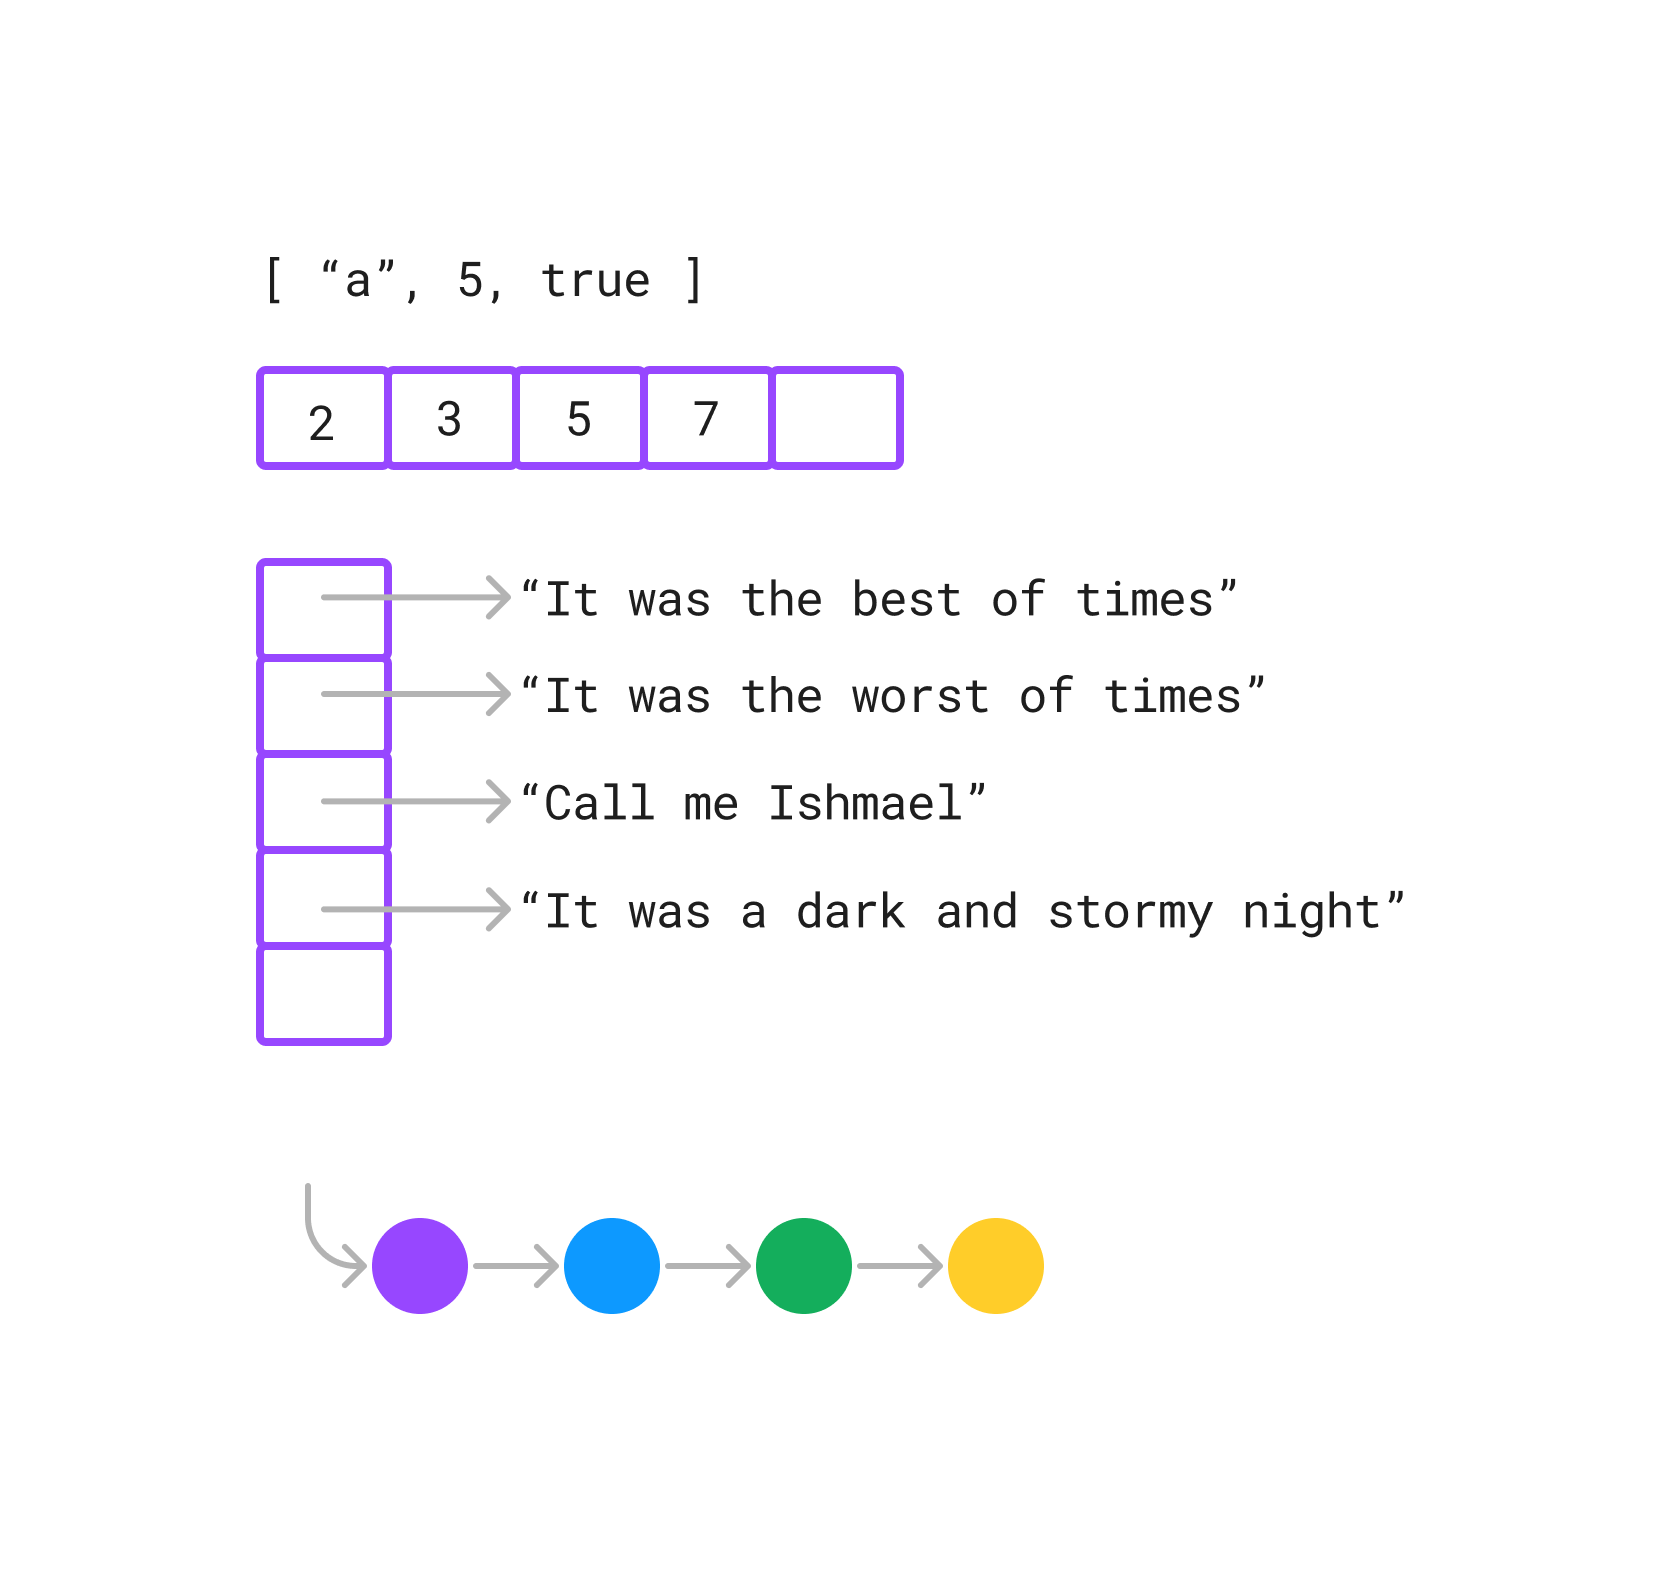 [ “a”, 5, true ]
2 3 5 7
“It was the best of times”
“It was the worst of times”
“Call me Ishmael”
“It was a dark and stormy night”